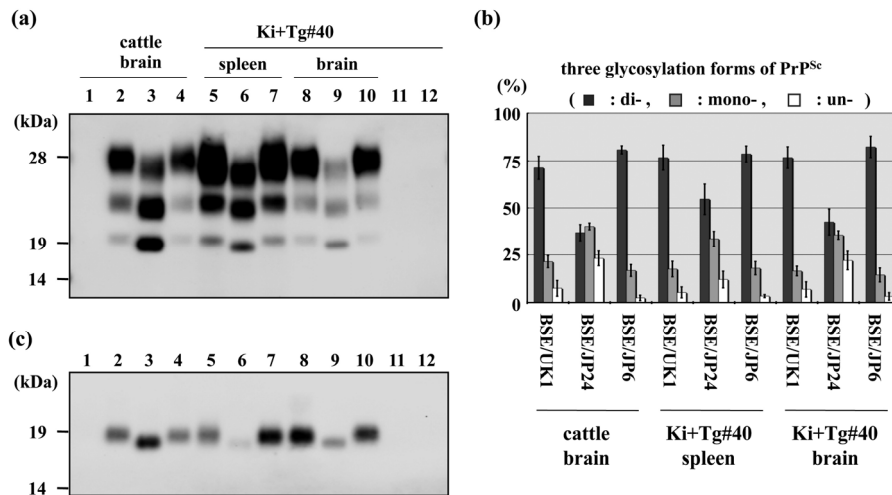 (a)
Ki+Tg#40
cattle brain
spleen
brain
1 2 3 4 5 6 7 8 9 10 11 12
(kDa)
28
19
14
(b)
three glycosylation forms of PrPSc
(%)
( : di- , : mono- , : un- )
100
75
50
25
0
BSE/UK1
BSE/JP24
BSE/JP6
BSE/UK1
BSE/JP24
BSE/JP6
BSE/UK1
BSE/JP24
BSE/JP6
cattle brain
Ki+Tg#40 spleen
Ki+Tg#40 brain
(c)
1 2 3 4 5 6 7 8 9 10 11 12
(kDa)
19
14